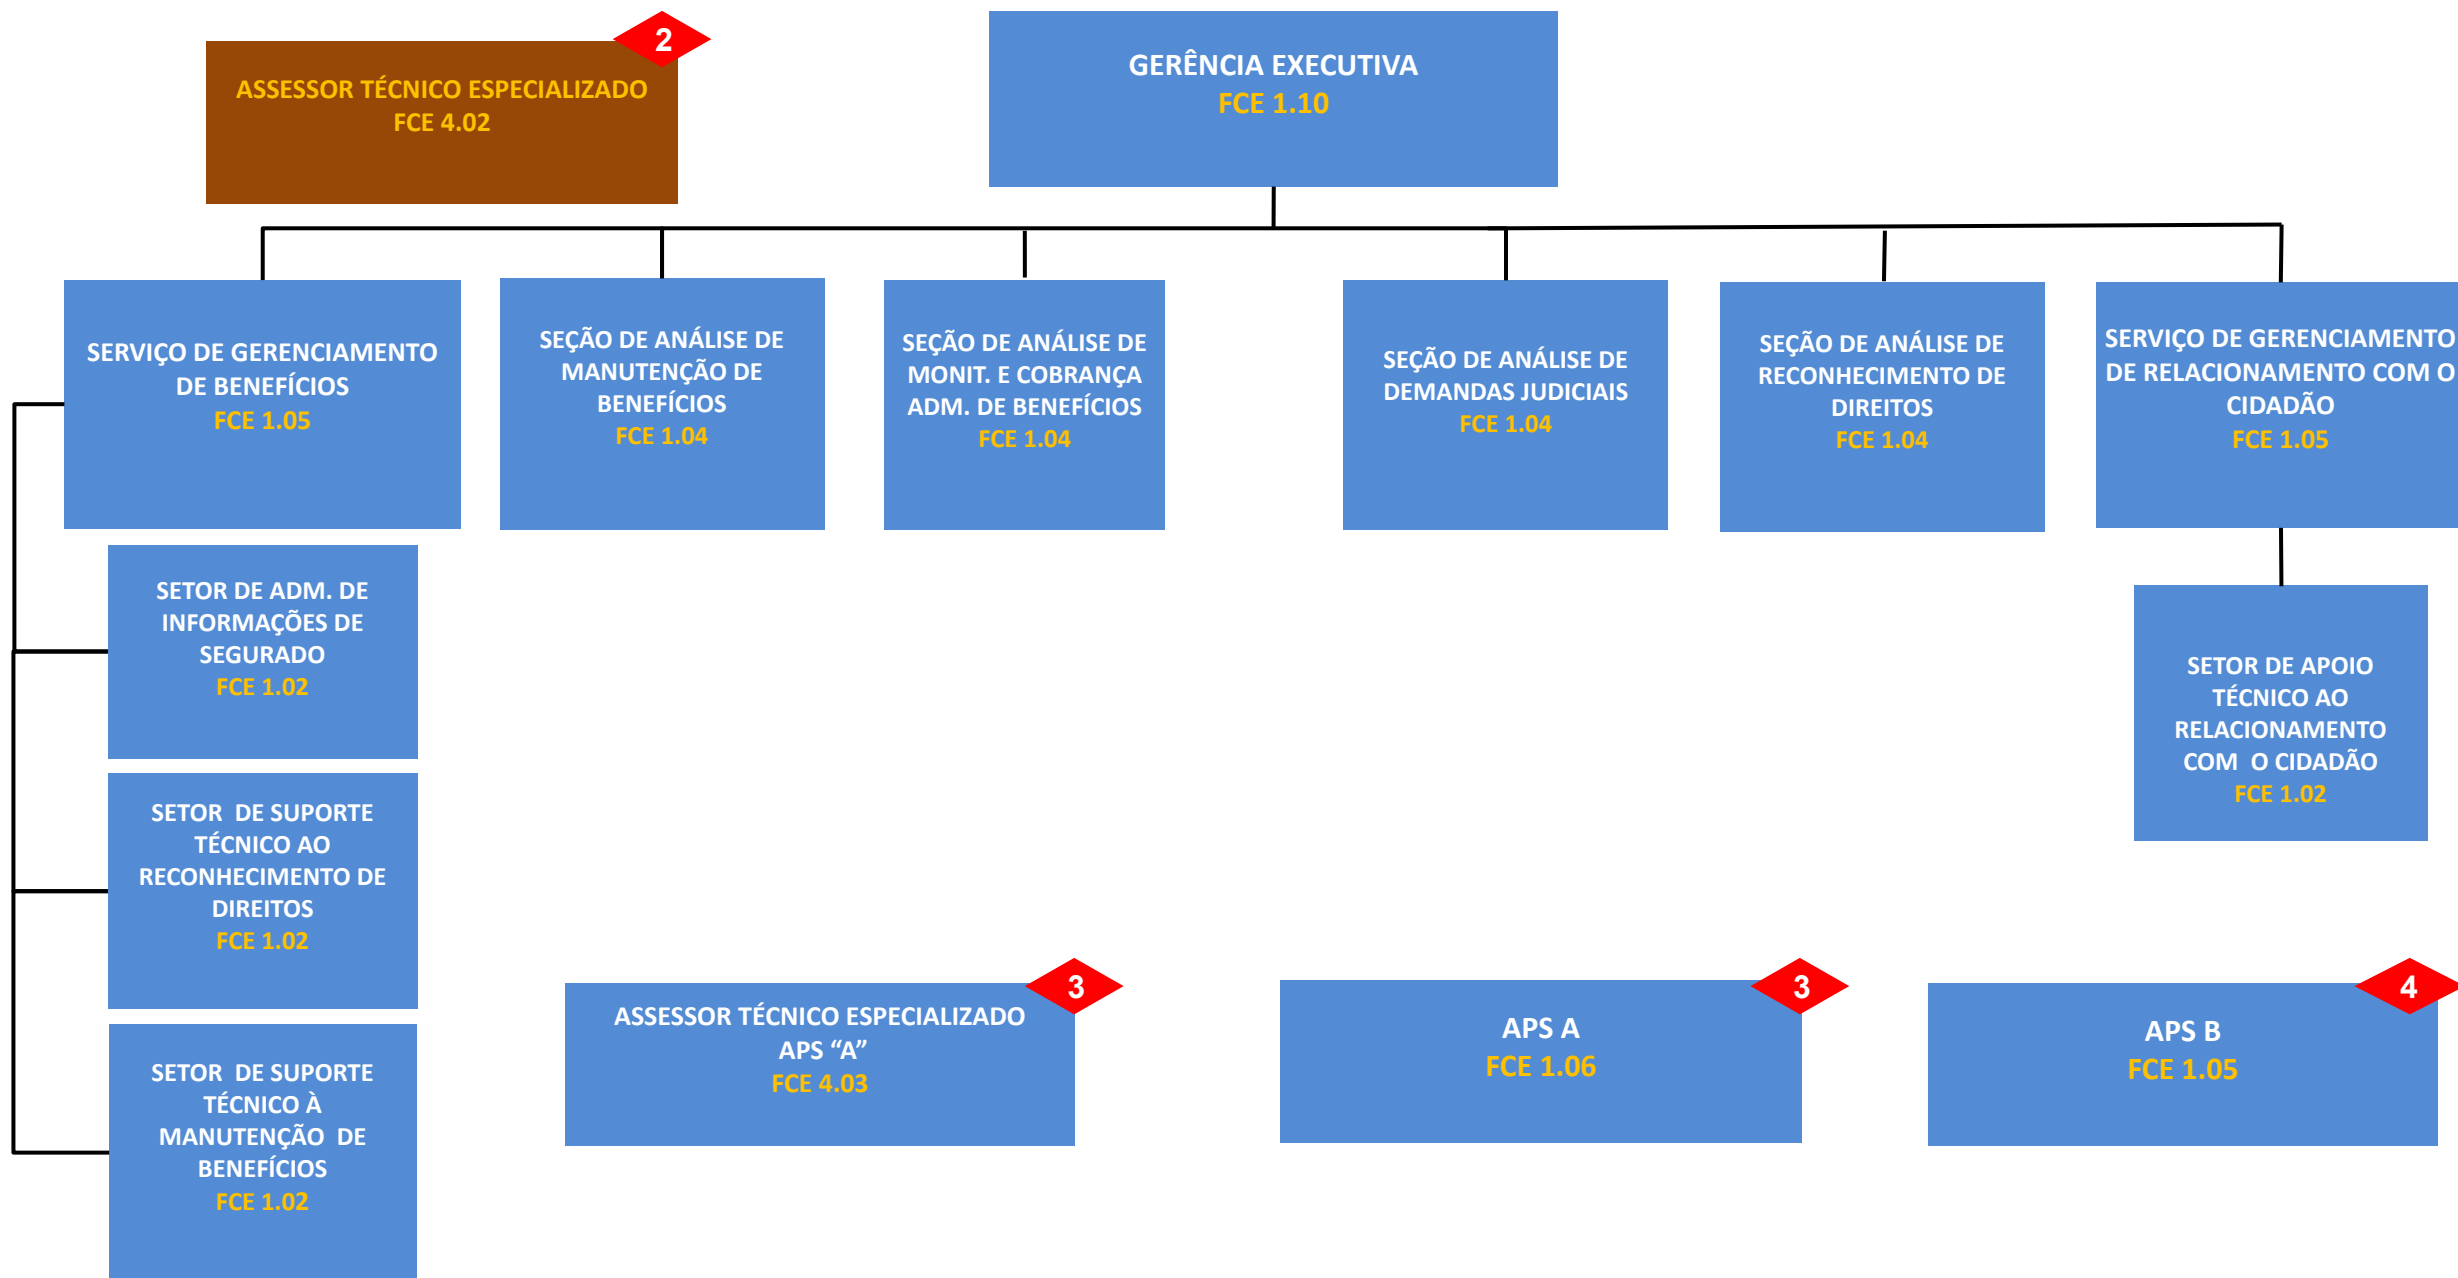 2
ASSESSOR TÉCNICO ESPECIALIZADO
FCE 4.02
GERÊNCIA EXECUTIVA
FCE 1.10
SERVIÇO DE GERENCIAMENTO
DE BENEFÍCIOS
FCE 1.05
SEÇÃO DE ANÁLISE DE
MANUTENÇÃO DE
BENEFÍCIOS
FCE 1.04
SEÇÃO DE ANÁLISE DE
MONIT. E COBRANÇA
ADM. DE BENEFÍCIOS
FCE 1.04
SEÇÃO DE ANÁLISE DE
DEMANDAS JUDICIAIS
FCE 1.04
SEÇÃO DE ANÁLISE DE
RECONHECIMENTO DE
DIREITOS
FCE 1.04
SERVIÇO DE GERENCIAMENTO
DE RELACIONAMENTO COM O
CIDADÃO
FCE 1.05
SETOR DE ADM. DE
INFORMAÇÕES DE
SEGURADO
FCE 1.02
SETOR DE SUPORTE
TÉCNICO AO
RECONHECIMENTO DE
DIREITOS
FCE 1.02
SETOR DE SUPORTE
TÉCNICO À
MANUTENÇÃO DE
BENEFÍCIOS
FCE 1.02
SETOR DE APOIO
TÉCNICO AO
RELACIONAMENTO
COM O CIDADÃO
FCE 1.02
3
ASSESSOR TÉCNICO ESPECIALIZADO
APS “A”
FCE 4.03
3
APS A
FCE 1.06
4
APS B
FCE 1.05